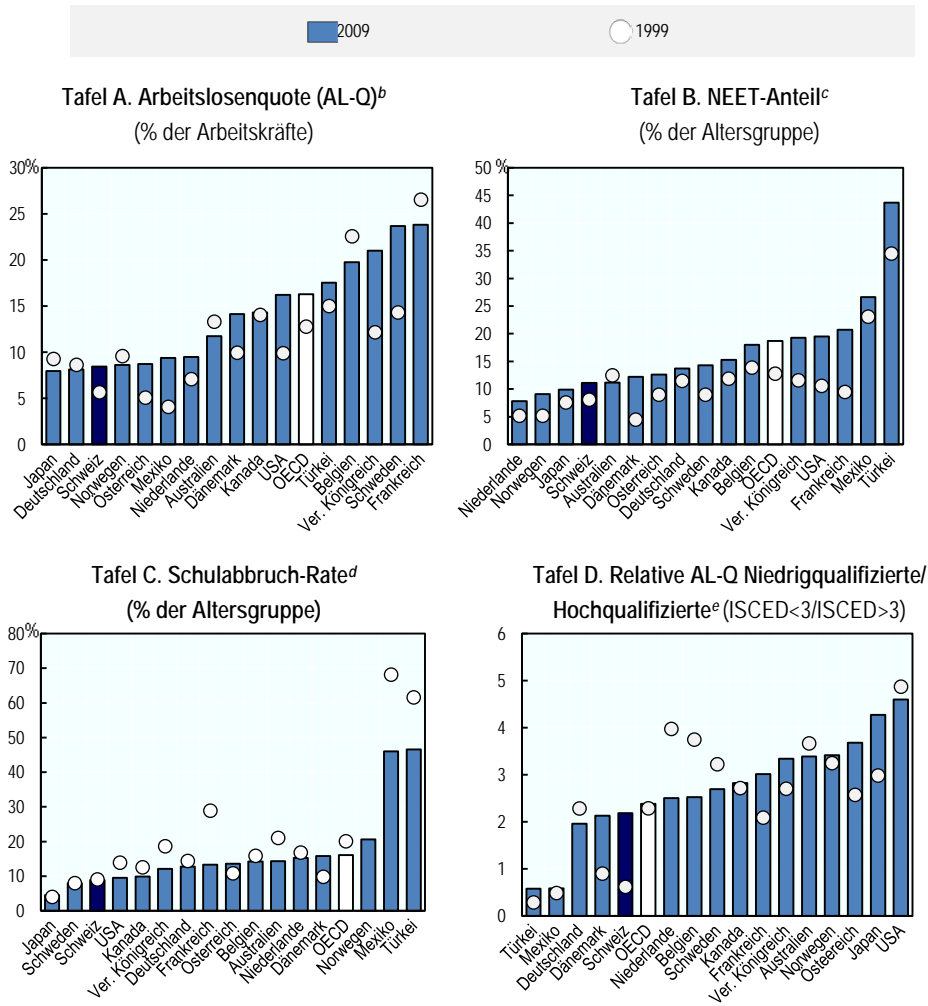 2009
1999
Tafel A. Arbeitslosenquote (AL-Q)b
(% der Arbeitskräfte)
30%
25
20
15
10
5
0
Japan
Deutschland
Schweiz
Norwegen
Österreich
Mexiko
Niederlande
Australien
Dänemark
Kanada
USA
OECD
Türkei
Belgien
Ver. Königreich
Schweden
Frankreich
Tafel B. NEET-Anteilc
(% der Altersgruppe)
50%
45
40
35
30
25
20
15
10
5
0
Niederlande
Norwegen
Japan
Schweiz
Australien
Dänemark
Österreich
Deutschland
Schweden
Kanada
Belgien
OECD
Ver. Königreich
USA
Frankreich
Mexiko
Türkei
Tafel C. Schulabbruch-Rated
(% der Altersgruppe)
80%
70
60
50
40
30
20
10
0
Japan
Schweden
Schweiz
USA
Kanada
Ver. Königreich
Deutschland
Frankreich
Österreich
Belgien
Australien
Niederlande
Dänemark
OECD
Norwegen
Mexiko
Türkei
Tafel D. Relative AL-Q Niedrigqualifizierte/
Hochqualifiziertee (ISCED<3/ISCED>3)
6
5
4
3
2
1
0
Türkei
Mexiko
Deutschland
Dänemark
Schweiz
OECD
Niederlande
Belgien
Schweden
Kanada
Frankreich
Ver. Königreich
Australien
Norwegen
Östereich
Japan
USA